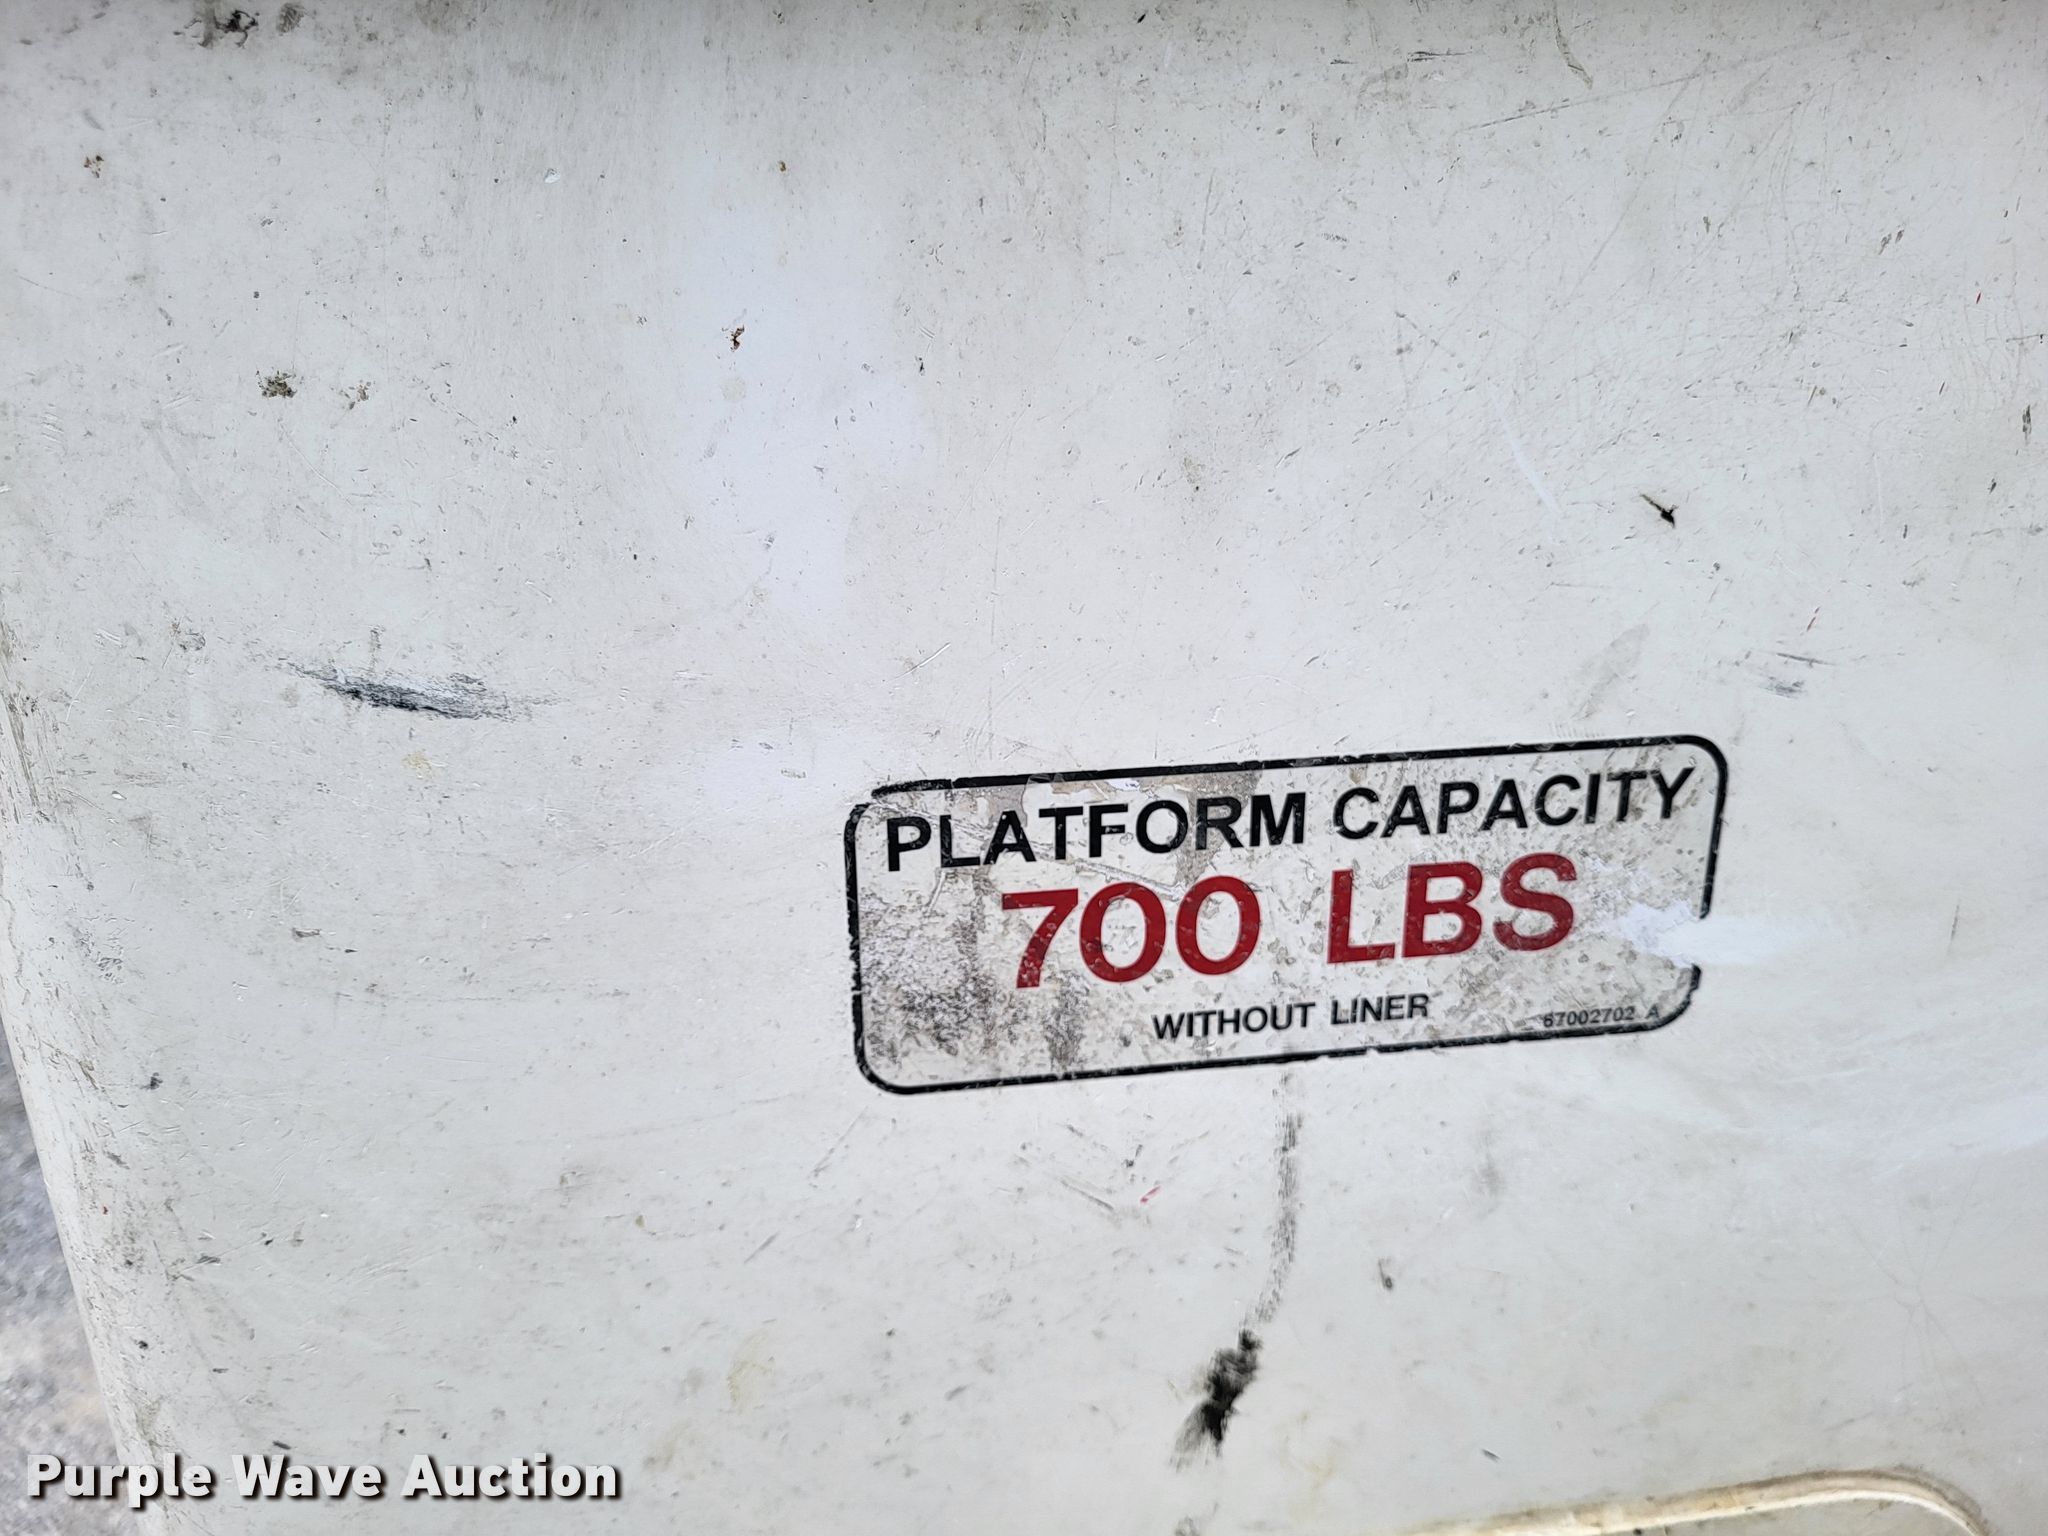 PLATFORM CAPACITY
700 LBS
WITHOUT LINER
67002702 A
Purple Wave Auction